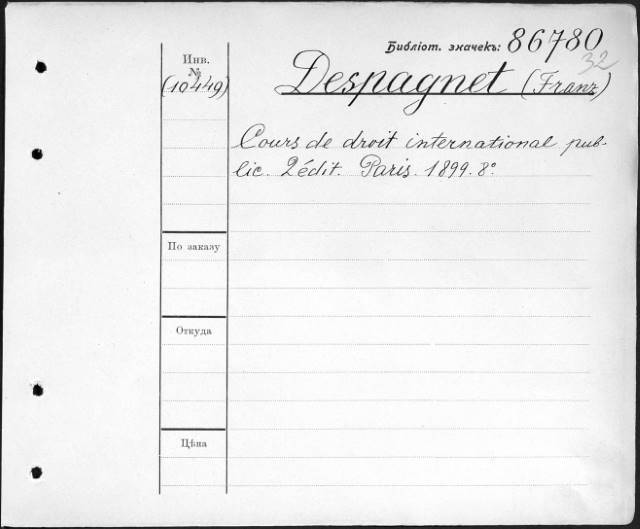 Библіот. значекъ: 86780
32
Инв.
№
(10449)
Despagnet (Franz)
Cours de droit international pub-
lic. 2édit. Paris. 1899. 8º
По заказу
Откуда
Цѣна